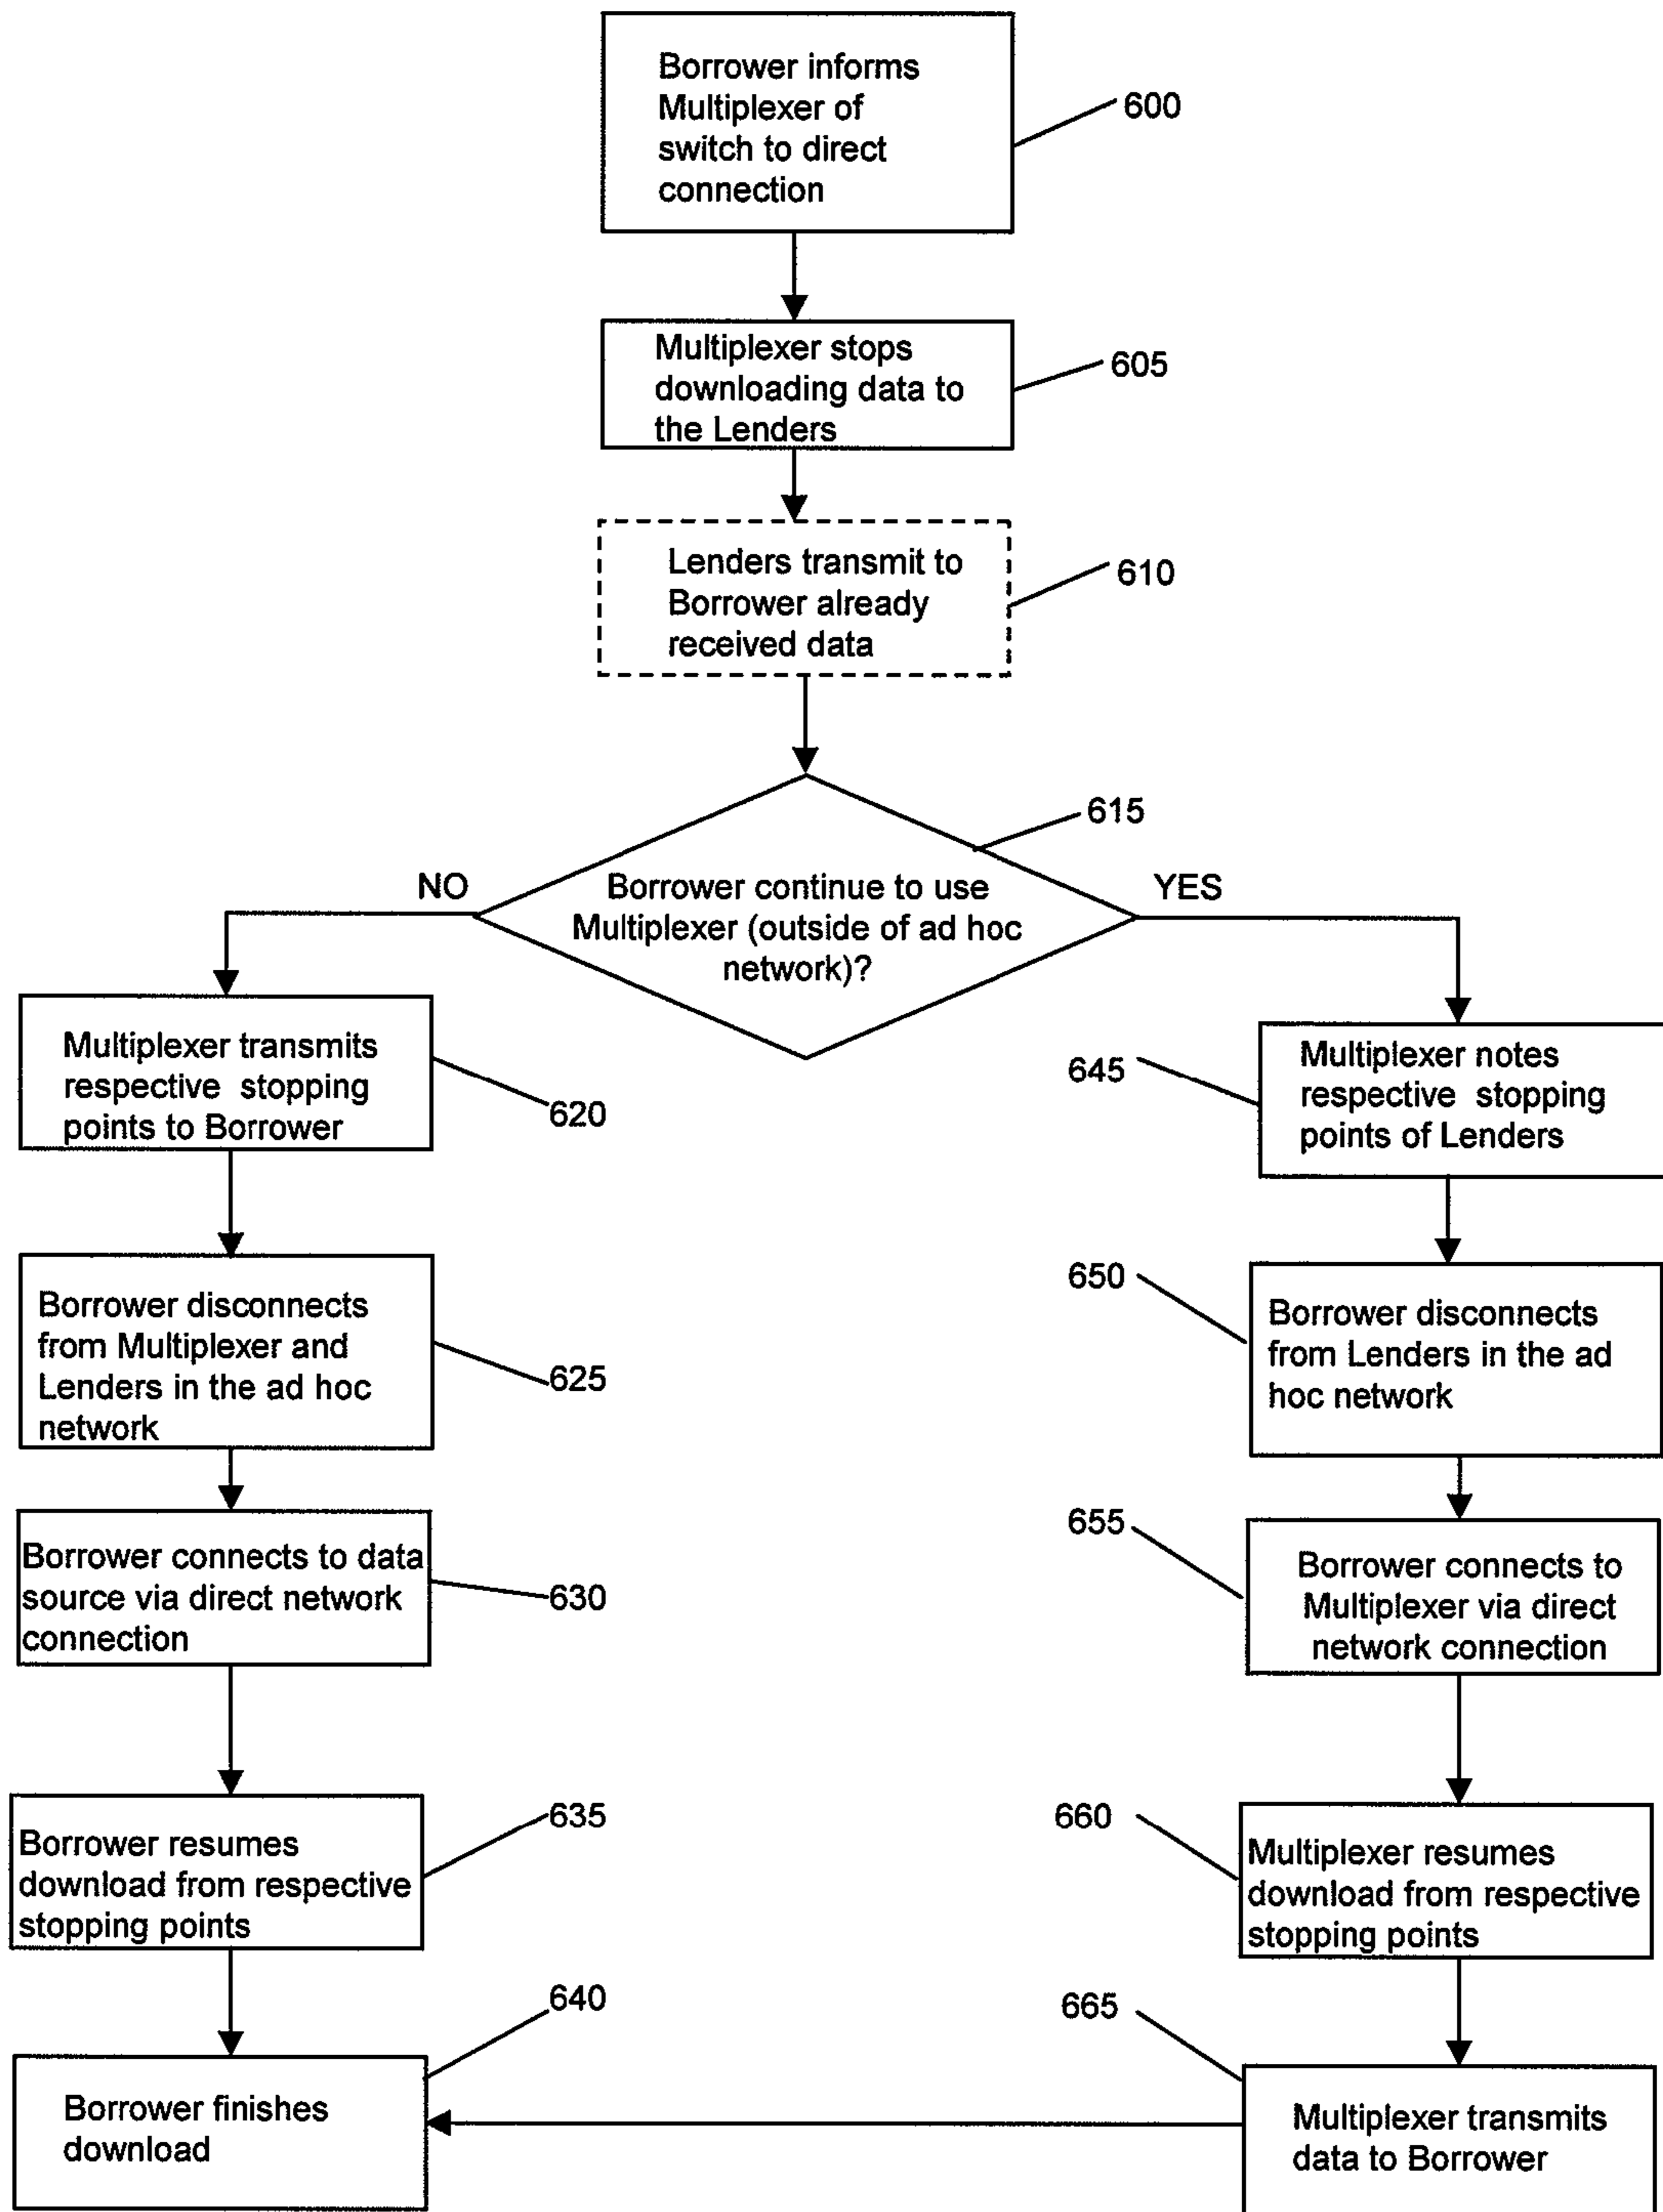 Borrower informs
Multiplexer of
switch to direct
connection
600
Multiplexer stops
downloading data to
the Lenders
605
Lenders transmit to
Borrower already
received data
610
615
NO
YES
Borrower continue to use
Multiplexer (outside of ad hoc
network)?
Multiplexer transmits
respective stopping
points to Borrower
620
Borrower disconnects
from Multiplexer and
Lenders in the ad hoc
network
625
Borrower connects to data
source via direct network
connection
630
Borrower resumes
download from respective
stopping points
635
Borrower finishes
download
640
645
Multiplexer notes
respective stopping
points of Lenders
650
Borrower disconnects
from Lenders in the ad
hoc network
655
Borrower connects to
Multiplexer via direct
network connection
660
Multiplexer resumes
download from respective
stopping points
665
Multiplexer transmits
data to Borrower